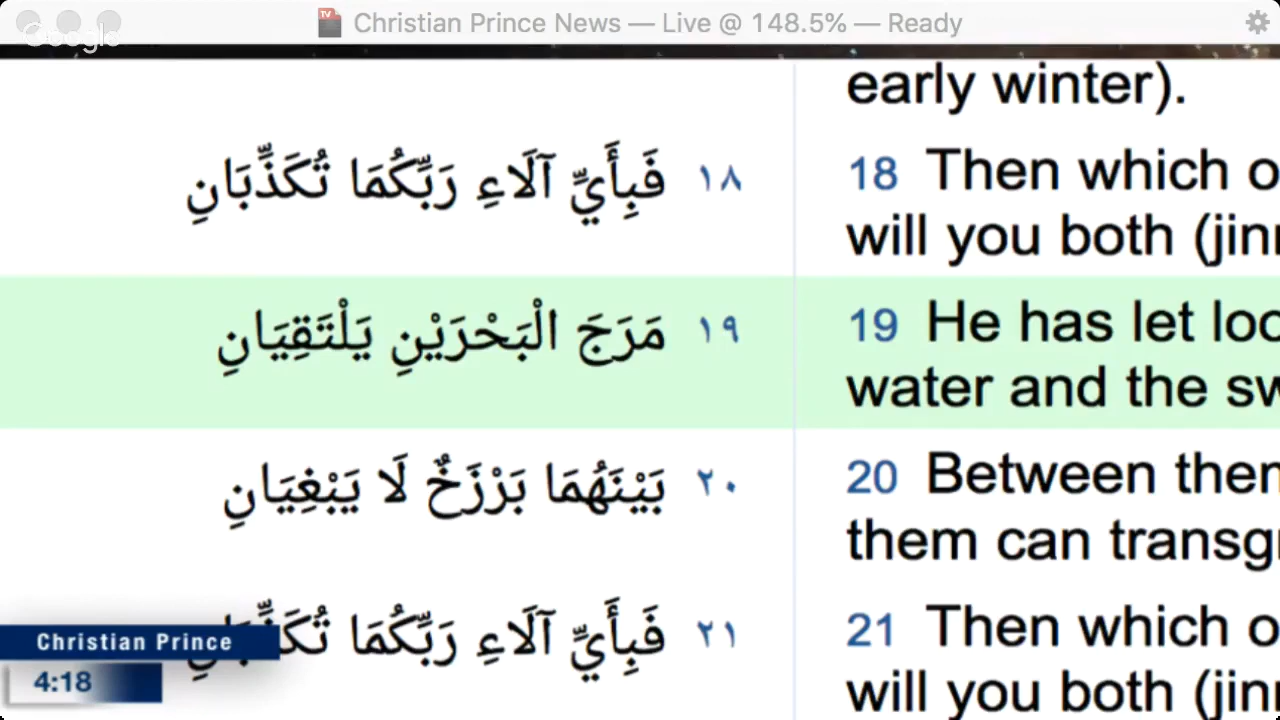 Christian Prince News — Live @ 148.5% — Ready
Google
early winter).
فَبِأَيِّ آلَاءِ رَبِّكُمَا تُكَذِّبَانِ ١٨
18 Then which o
will you both (jin
مَرَجَ الْبَحْرَيْنِ يَلْتَقِيَانِ ١٩
19 He has let loo
water and the sw
بَيْنَهُمَا بَرْزَخٌ لَا يَبْغِيَانِ ٢٠
20 Between them
them can transg
فَبِأَيِّ آلَاءِ رَبِّكُمَا تُكَذِّبَانِ ٢١
21 Then which o
will you both (jin
Christian Prince
4:18